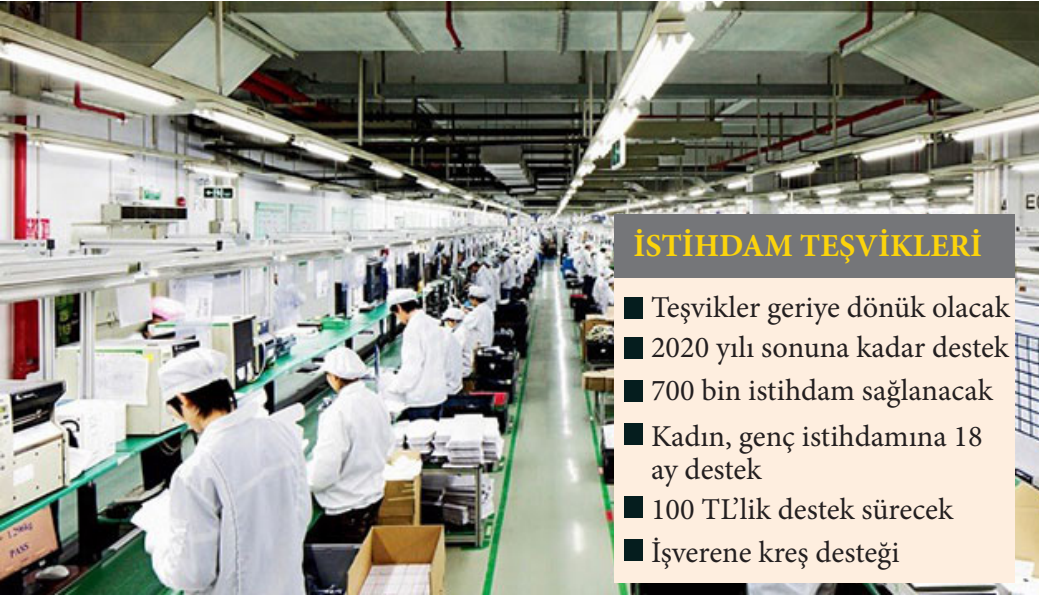 İSTİHDAM TEŞVİKLERİ
Teşvikler geriye dönük olacak
2020 yılı sonuna kadar destek
700 bin istihdam sağlanacak
Kadın, genç istihdamına 18
ay destek
100 TL'lik destek sürecek
İşverene kreş desteği
PASS